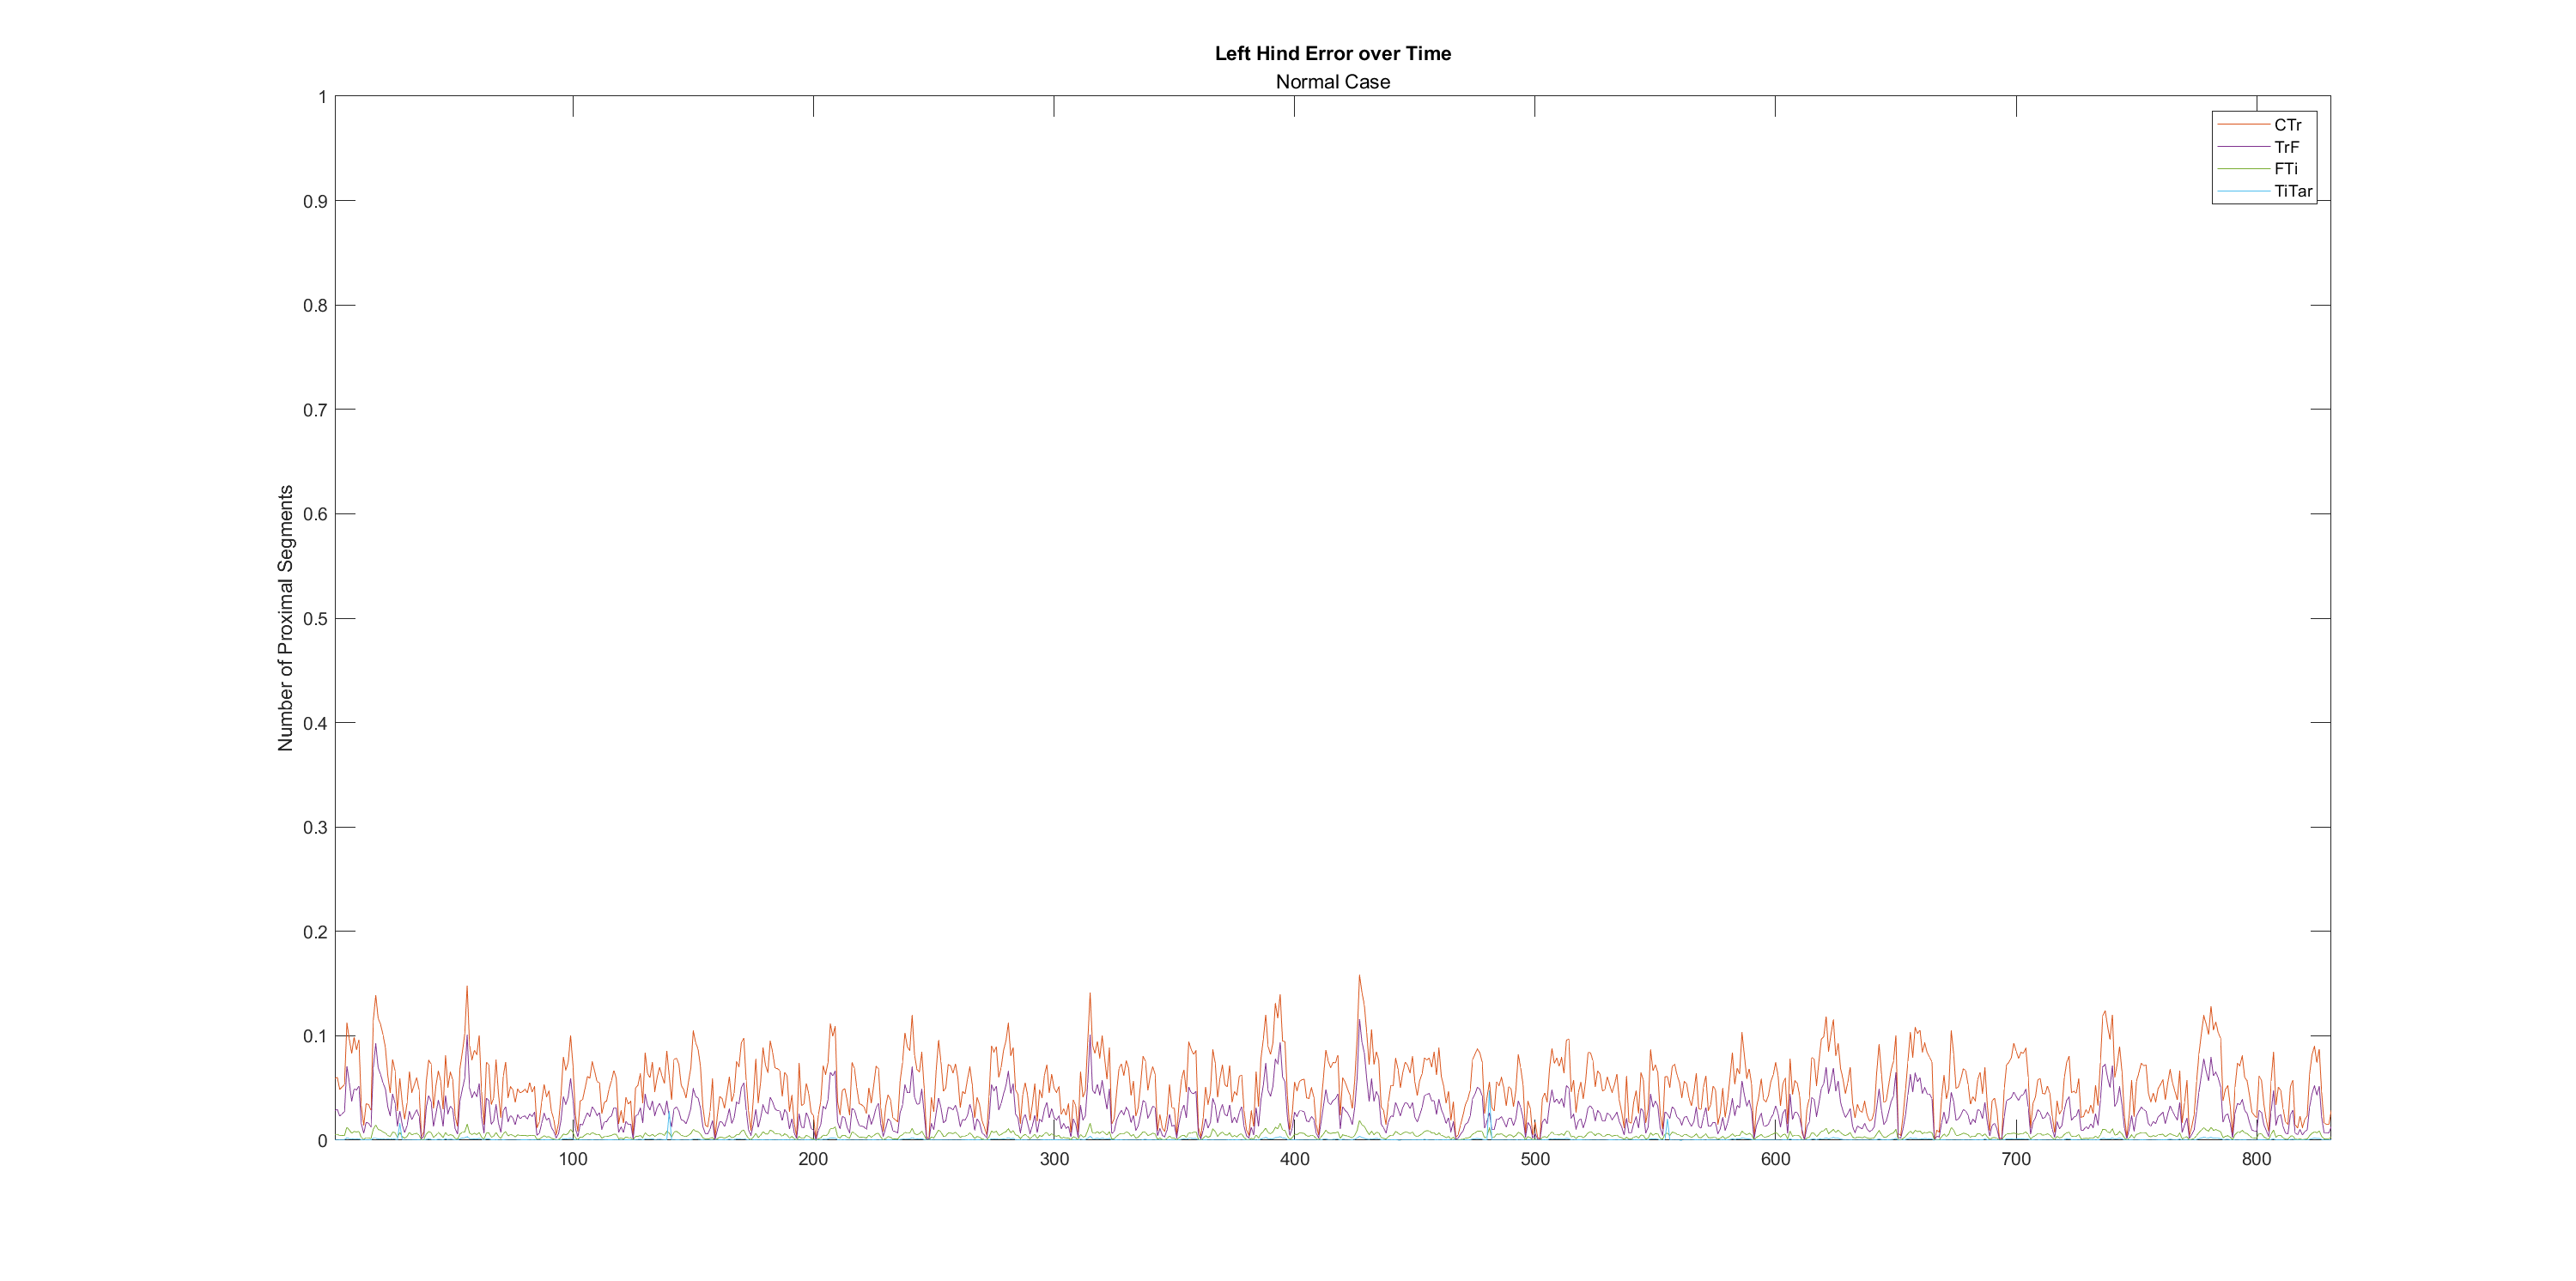 Left Hind Error over Time
Normal Case
CTr
TrF
FTi
TiTar
Number of Proximal Segments
1
0.9
0.8
0.7
0.6
0.5
0.4
0.3
0.2
0.1
0
100 200 300 400 500 600 700 800